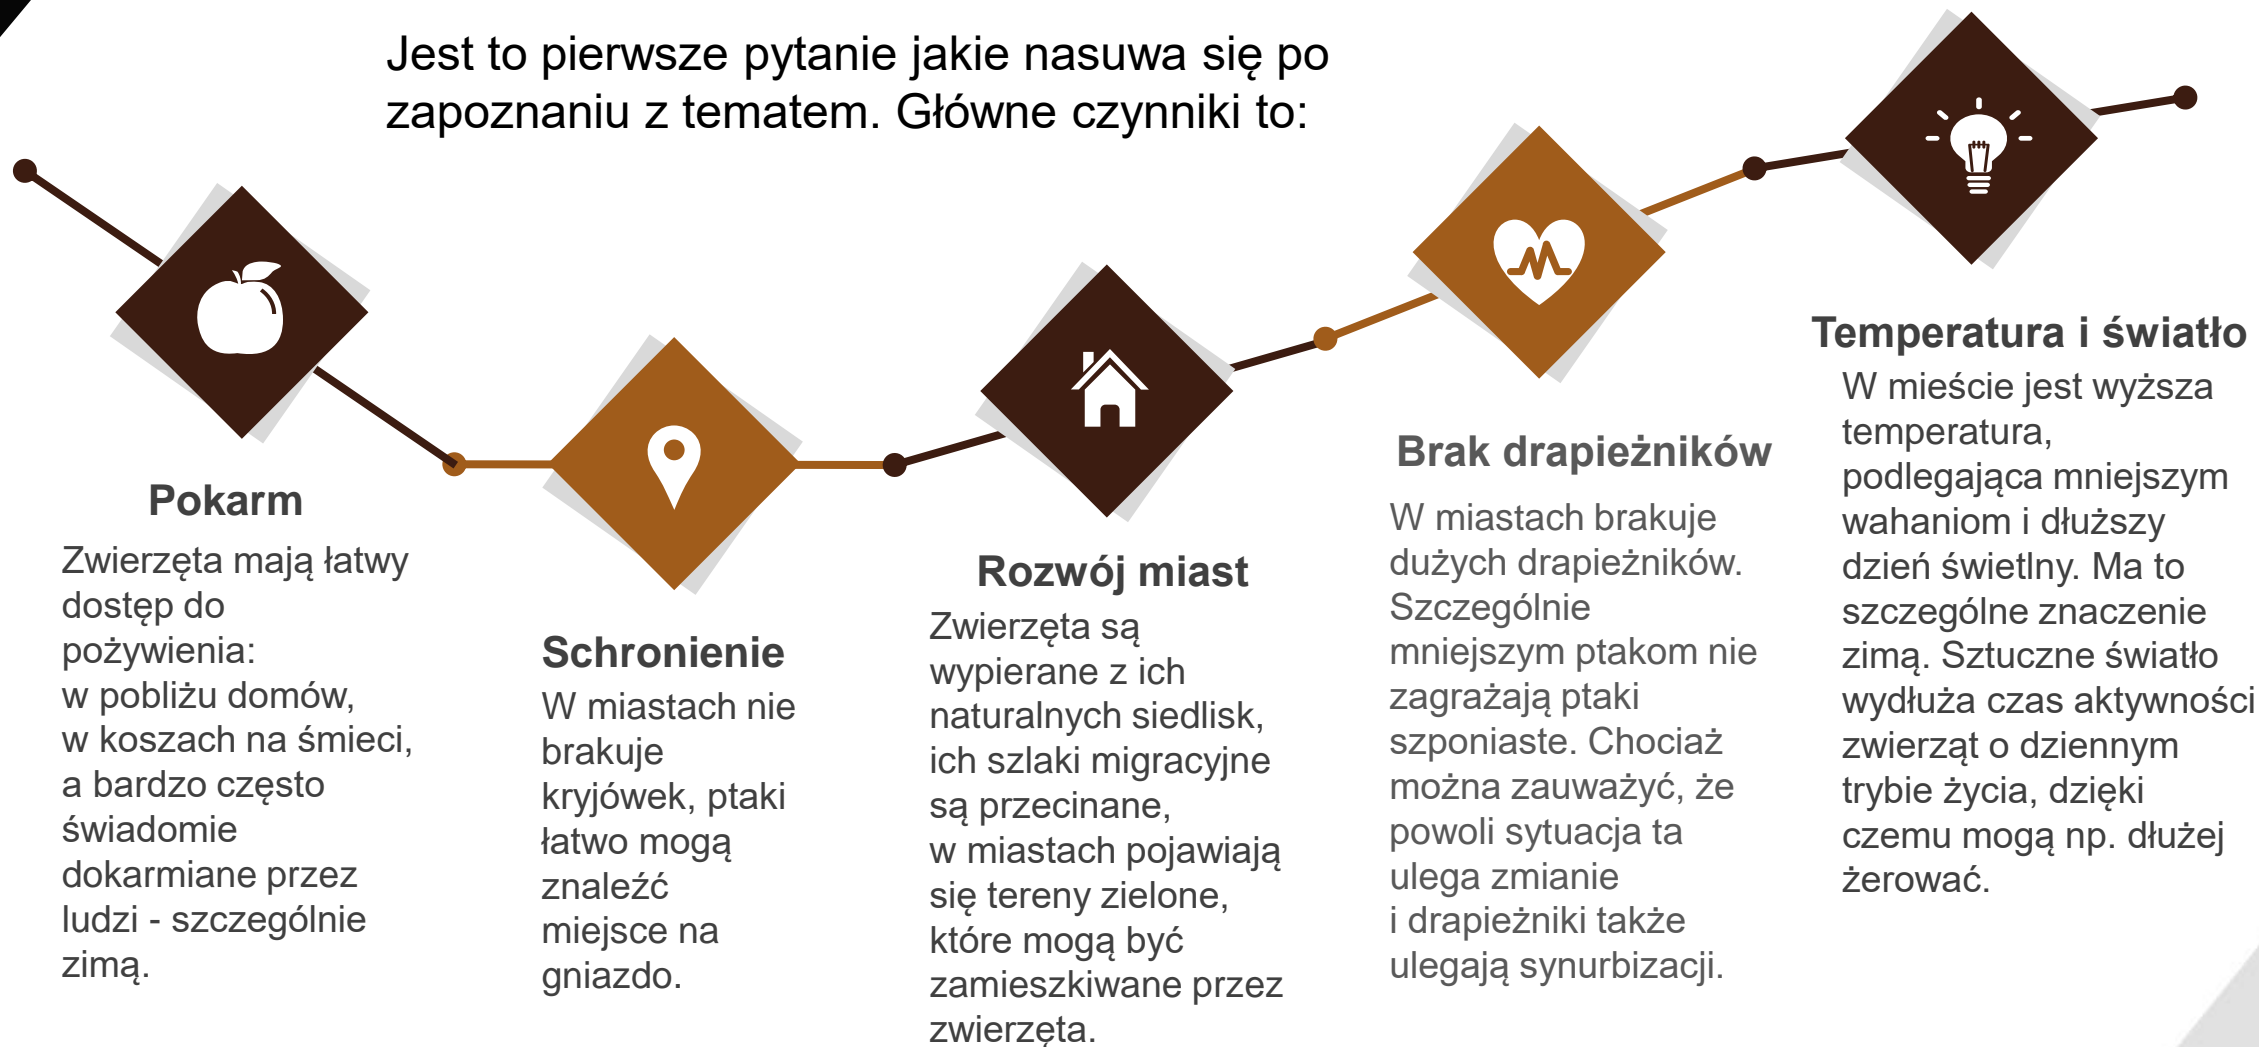 Jest to pierwsze pytanie jakie nasuwa się po
zapoznaniu z tematem. Główne czynniki to:
Pokarm
Zwierzęta mają łatwy
dostęp do
pożywienia:
w pobliżu domów,
w koszach na śmieci,
a bardzo często
świadomie
dokarmiane przez
ludzi - szczególnie
zimą.
Schronienie
W miastach nie
brakuje
kryjówek, ptaki
łatwo mogą
znaleźć
miejsce na
gniazdo.
Rozwój miast
Zwierzęta są
wypierane z ich
naturalnych siedlisk,
ich szlaki migracyjne
są przecinane,
w miastach pojawiają
się tereny zielone,
które mogą być
zamieszkiwane przez
zwierzęta.
Brak drapieżników
W miastach brakuje
dużych drapieżników.
Szczególnie
mniejszym ptakom nie
zagrażają ptaki
szponiaste. Chociaż
można zauważyć, że
powoli sytuacja ta
ulega zmianie
i drapieżniki także
ulegają synurbizacji.
Temperatura i światło
W mieście jest wyższa
temperatura,
podlegająca mniejszym
wahaniom i dłuższy
dzień świetlny. Ma to
szczególne znaczenie
zimą. Sztuczne światło
wydłuża czas aktywności
zwierząt o dziennym
trybie życia, dzięki
czemu mogą np. dłużej
żerować.